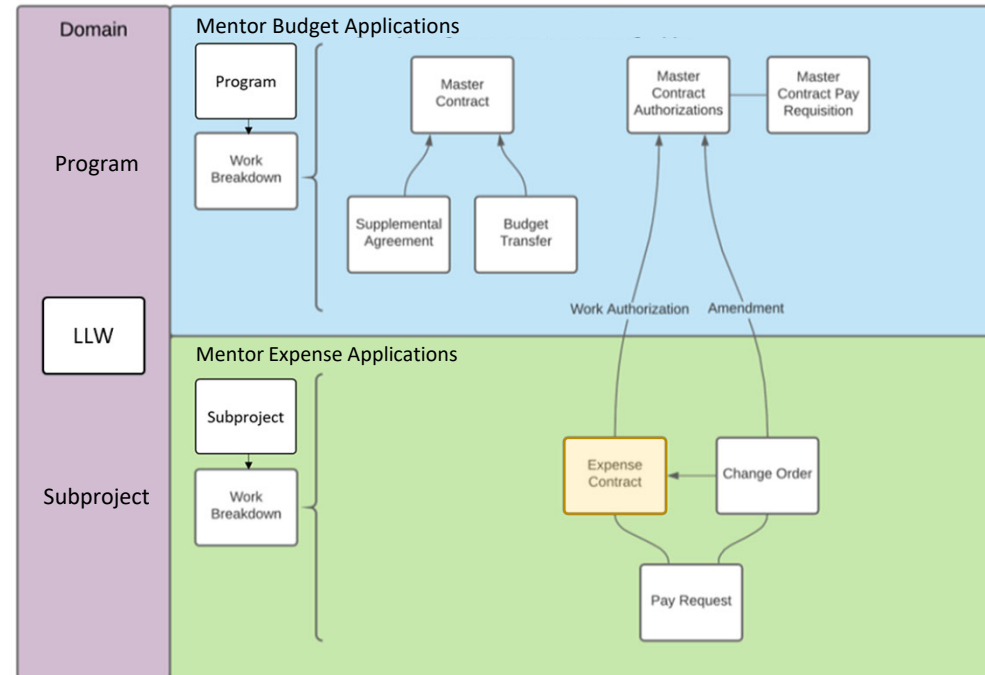 Domain
Program
LLW
Subproject
Mentor Budget Applications
Program
Work
Breakdown
Master
Contract
Supplemental
Agreement
Budget
Transfer
Master
Contract
Authorizations
Master
Contract Pay
Requisition
Work Authorization
Amendment
Mentor Expense Applications
Subproject
Work
Breakdown
Expense
Contract
Change Order
Pay Request